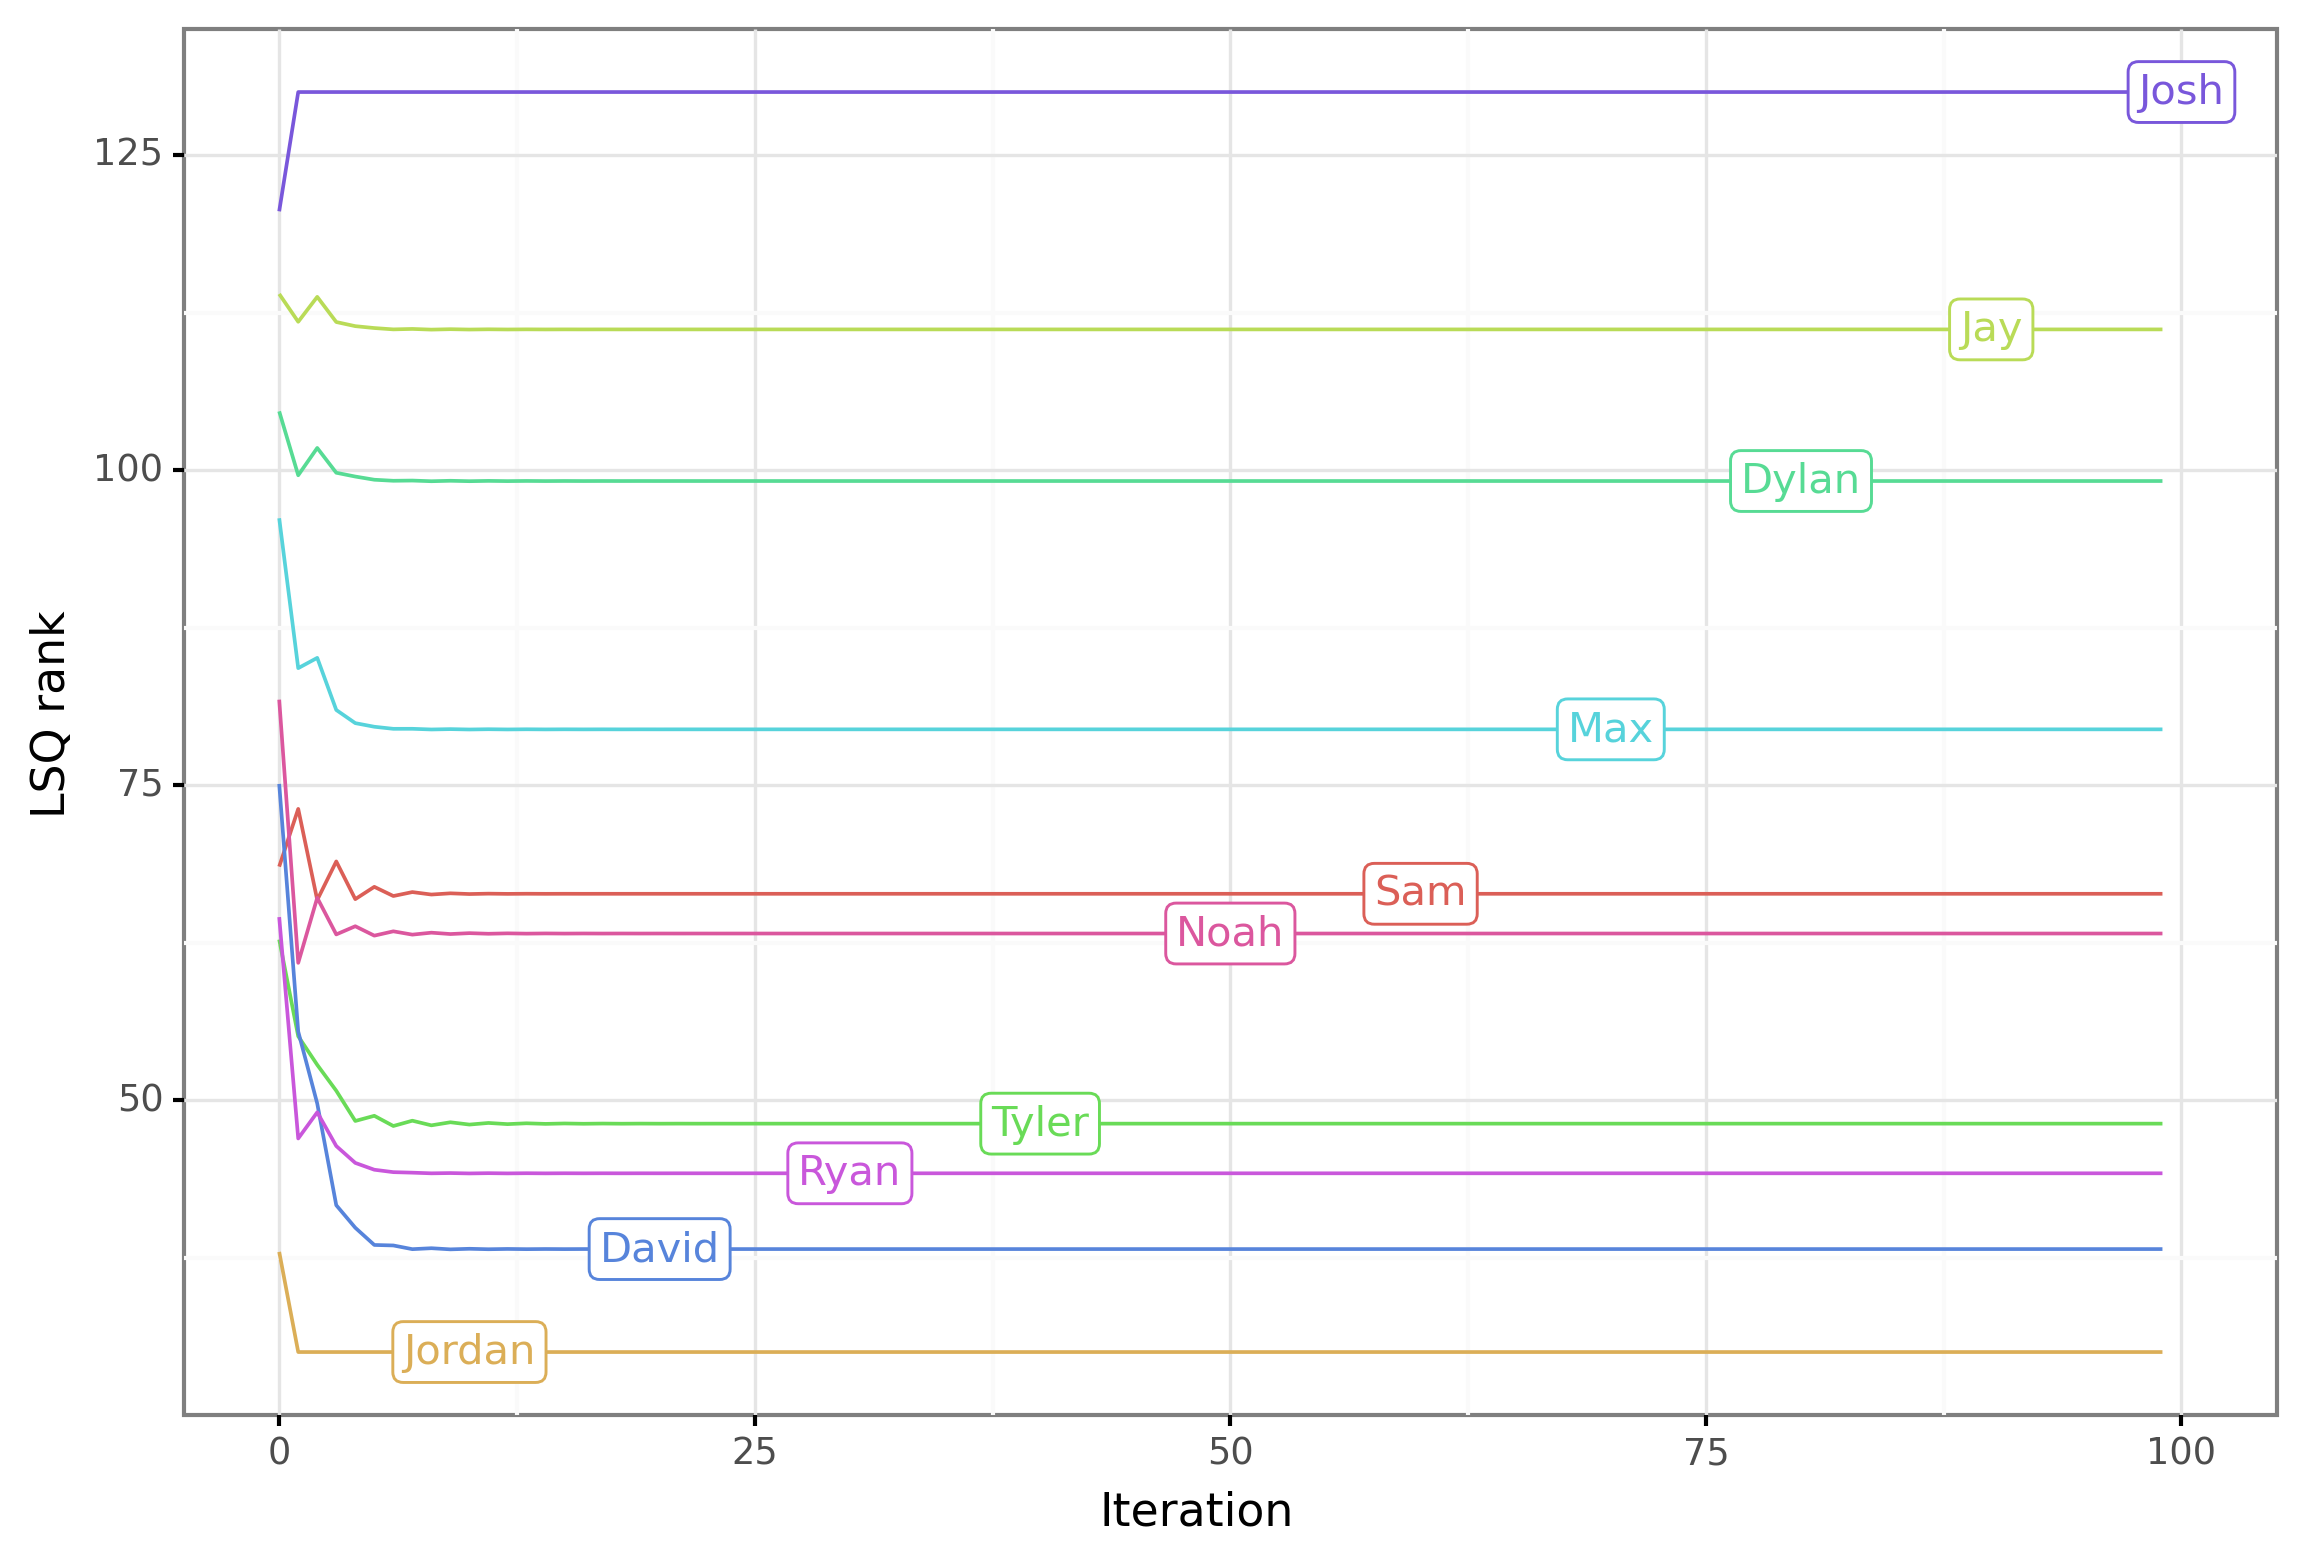 Josh
125
Jay
100
Dylan
Max
75
Sam
Noah
50
Tyler
Ryan
David
Jordan
0 25 50 75 100
Iteration
LSQ rank